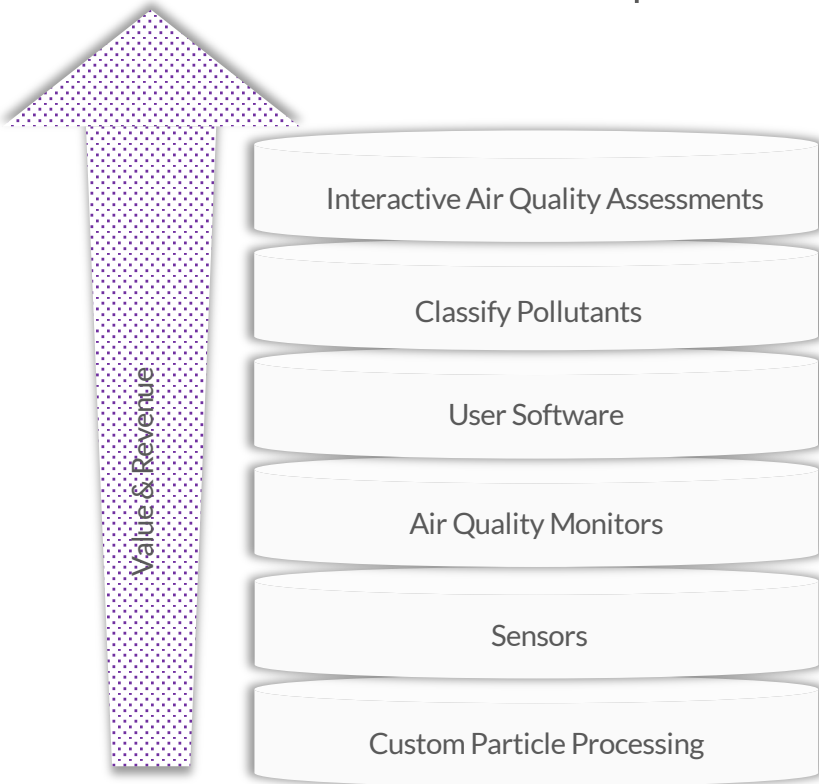 Interactive Air Quality Assessments
Classify Pollutants
User Software
Value & Revenue
Air Quality Monitors
Sensors
Custom Particle Processing